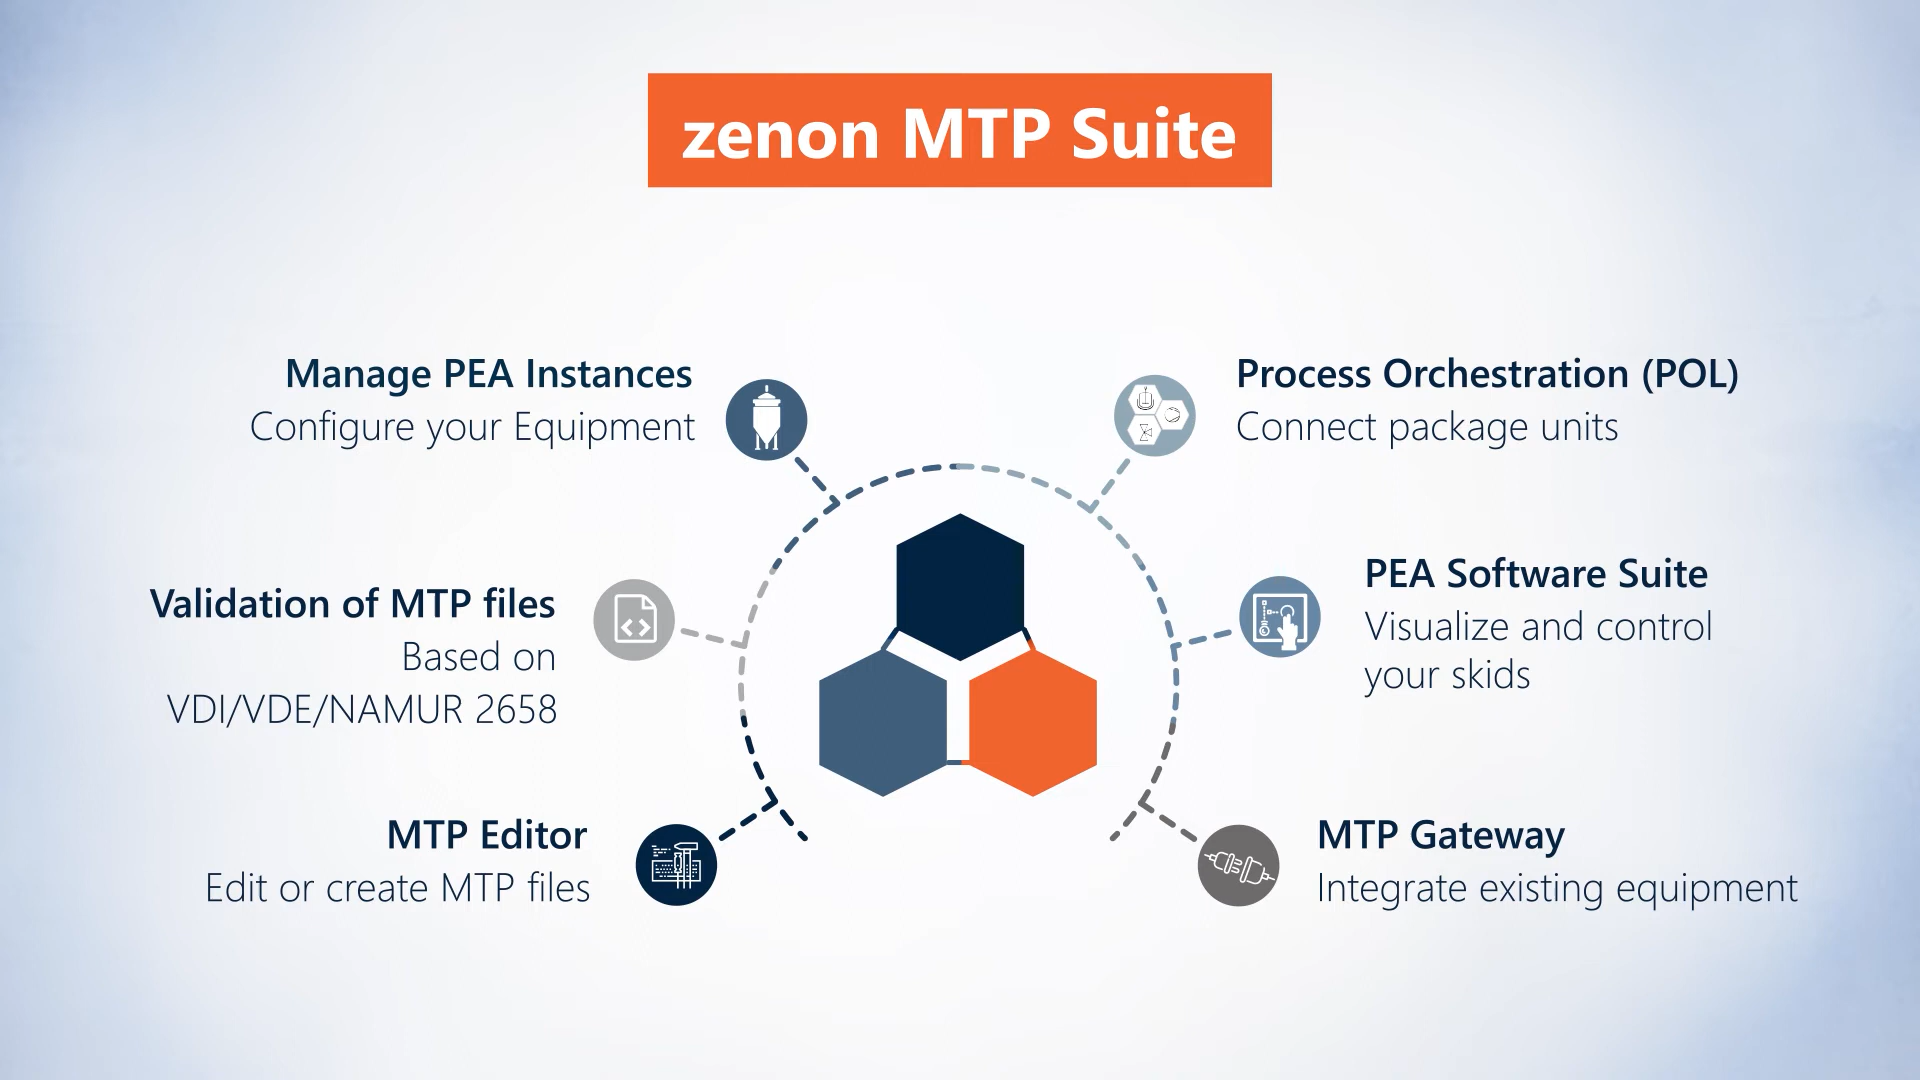 zenon MTP Suite
Manage PEA Instances
Configure your Equipment
Validation of MTP files
Based on
VDI/VDE/NAMUR 2658
MTP Editor
Edit or create MTP files
Process Orchestration (POL)
Connect package units
PEA Software Suite
Visualize and control
your skids
MTP Gateway
Integrate existing equipment